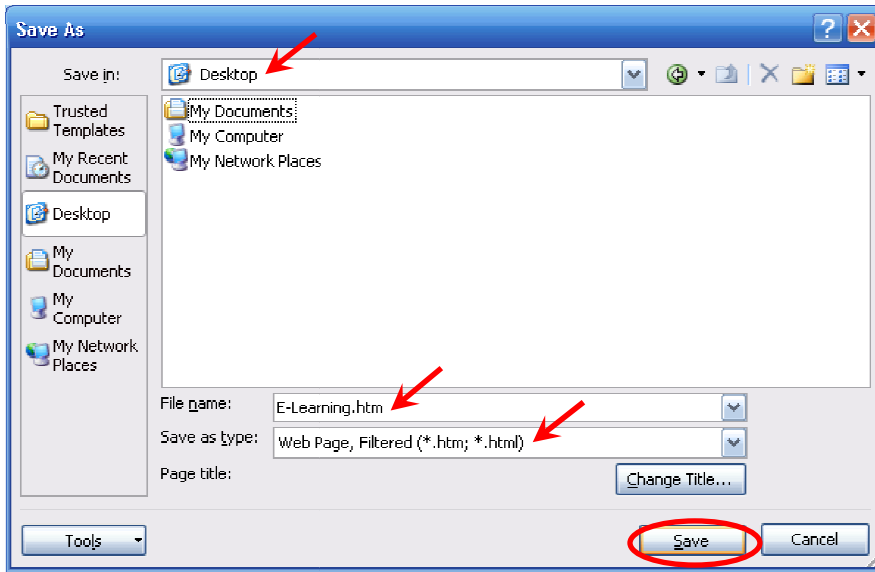 Save As
Save in:
Desktop
Trusted
Templates
My Recent
Documents
Desktop
My
Documents
My
Computer
My Network
Places
My Documents
My Computer
My Network Places
File name:
E-Learning.htm
Save as type:
Web Page, Filtered (*.htm; *.html)
Page title:
Change Title...
Tools
Save
Cancel